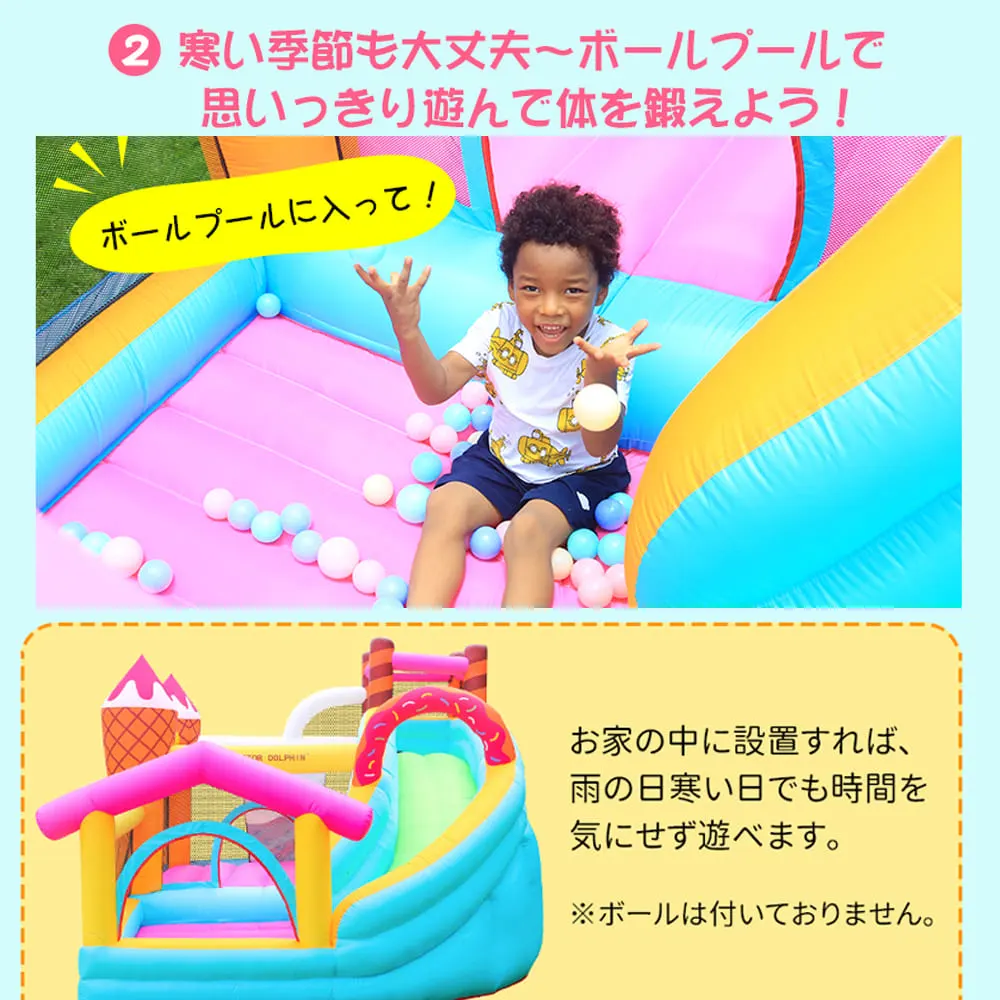 2 寒い季節も大丈夫~ボールプールで
思いっきり遊んで体を鍛えよう!
ボールプールに入って!
TOR DOLPHIN
お家の中に設置すれば、
雨の日寒い日でも時間を
気にせず遊べます。
※ボールは付いておりません。